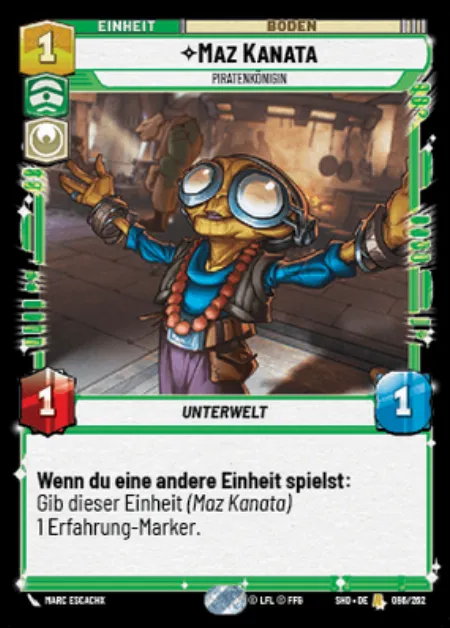 EINHEIT BODEN
1
MAZ KANATA
PIRATENKÖNIGIN
1
UNTERWELT
1
Wenn du eine andere Einheit spielst:
Gib dieser Einheit (Maz Kanata)
1 Erfahrung-Marker.
MARC ESCACHX © LFL © FFG SHD • DE 096/262